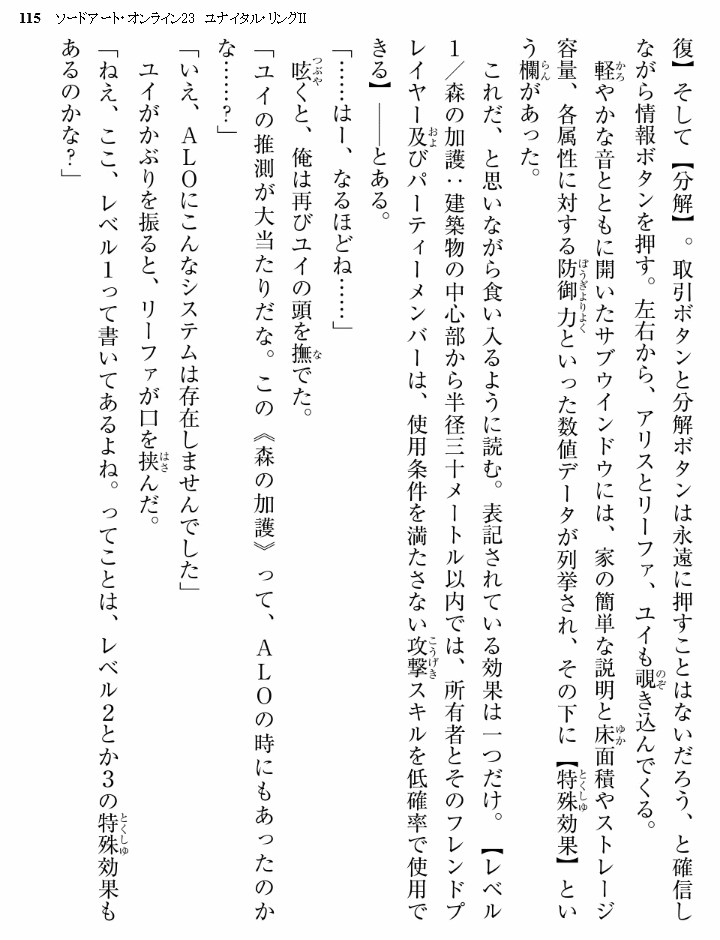 115　ソードアート・オンライン23　ユナイタル・リングⅡ
復】そして【分解】。取引ボタンと分解ボタンは永遠に押すことはないだろう、と確信し
ながら情報ボタンを押す。左右から、アリスとリーファ、ユイも覗き込んでくる。
軽やかな音とともに開いたサブウインドウには、家の簡単な説明と床面積やストレージ
容量、各属性に対する防御力といった数値データが列挙され、その下に【特殊効果】とい
う欄があった。
これだ、と思いながら食い入るように読む。表記されている効果は一つだけ。【レベル
1／森の加護：建築物の中心部から半径三十メートル以内では、所有者とそのフレンドプ
レイヤー及びパーティーメンバーは、使用条件を満たさない攻撃スキルを低確率で使用で
きる】――とある。
「……はー、なるほどね……」
呟くと、俺は再びユイの頭を撫でた。
「ユイの推測が大当たりだな。この《森の加護》って、ＡＬＯの時にもあったのか
な……？」
「いえ、ＡＬＯにこんなシステムは存在しませんでした」
ユイがかぶりを振ると、リーファが口を挟んだ。
「ねえ、ここ、レベル1って書いてあるよね。ってことは、レベル2とか3の特殊効果も
あるのかな？」